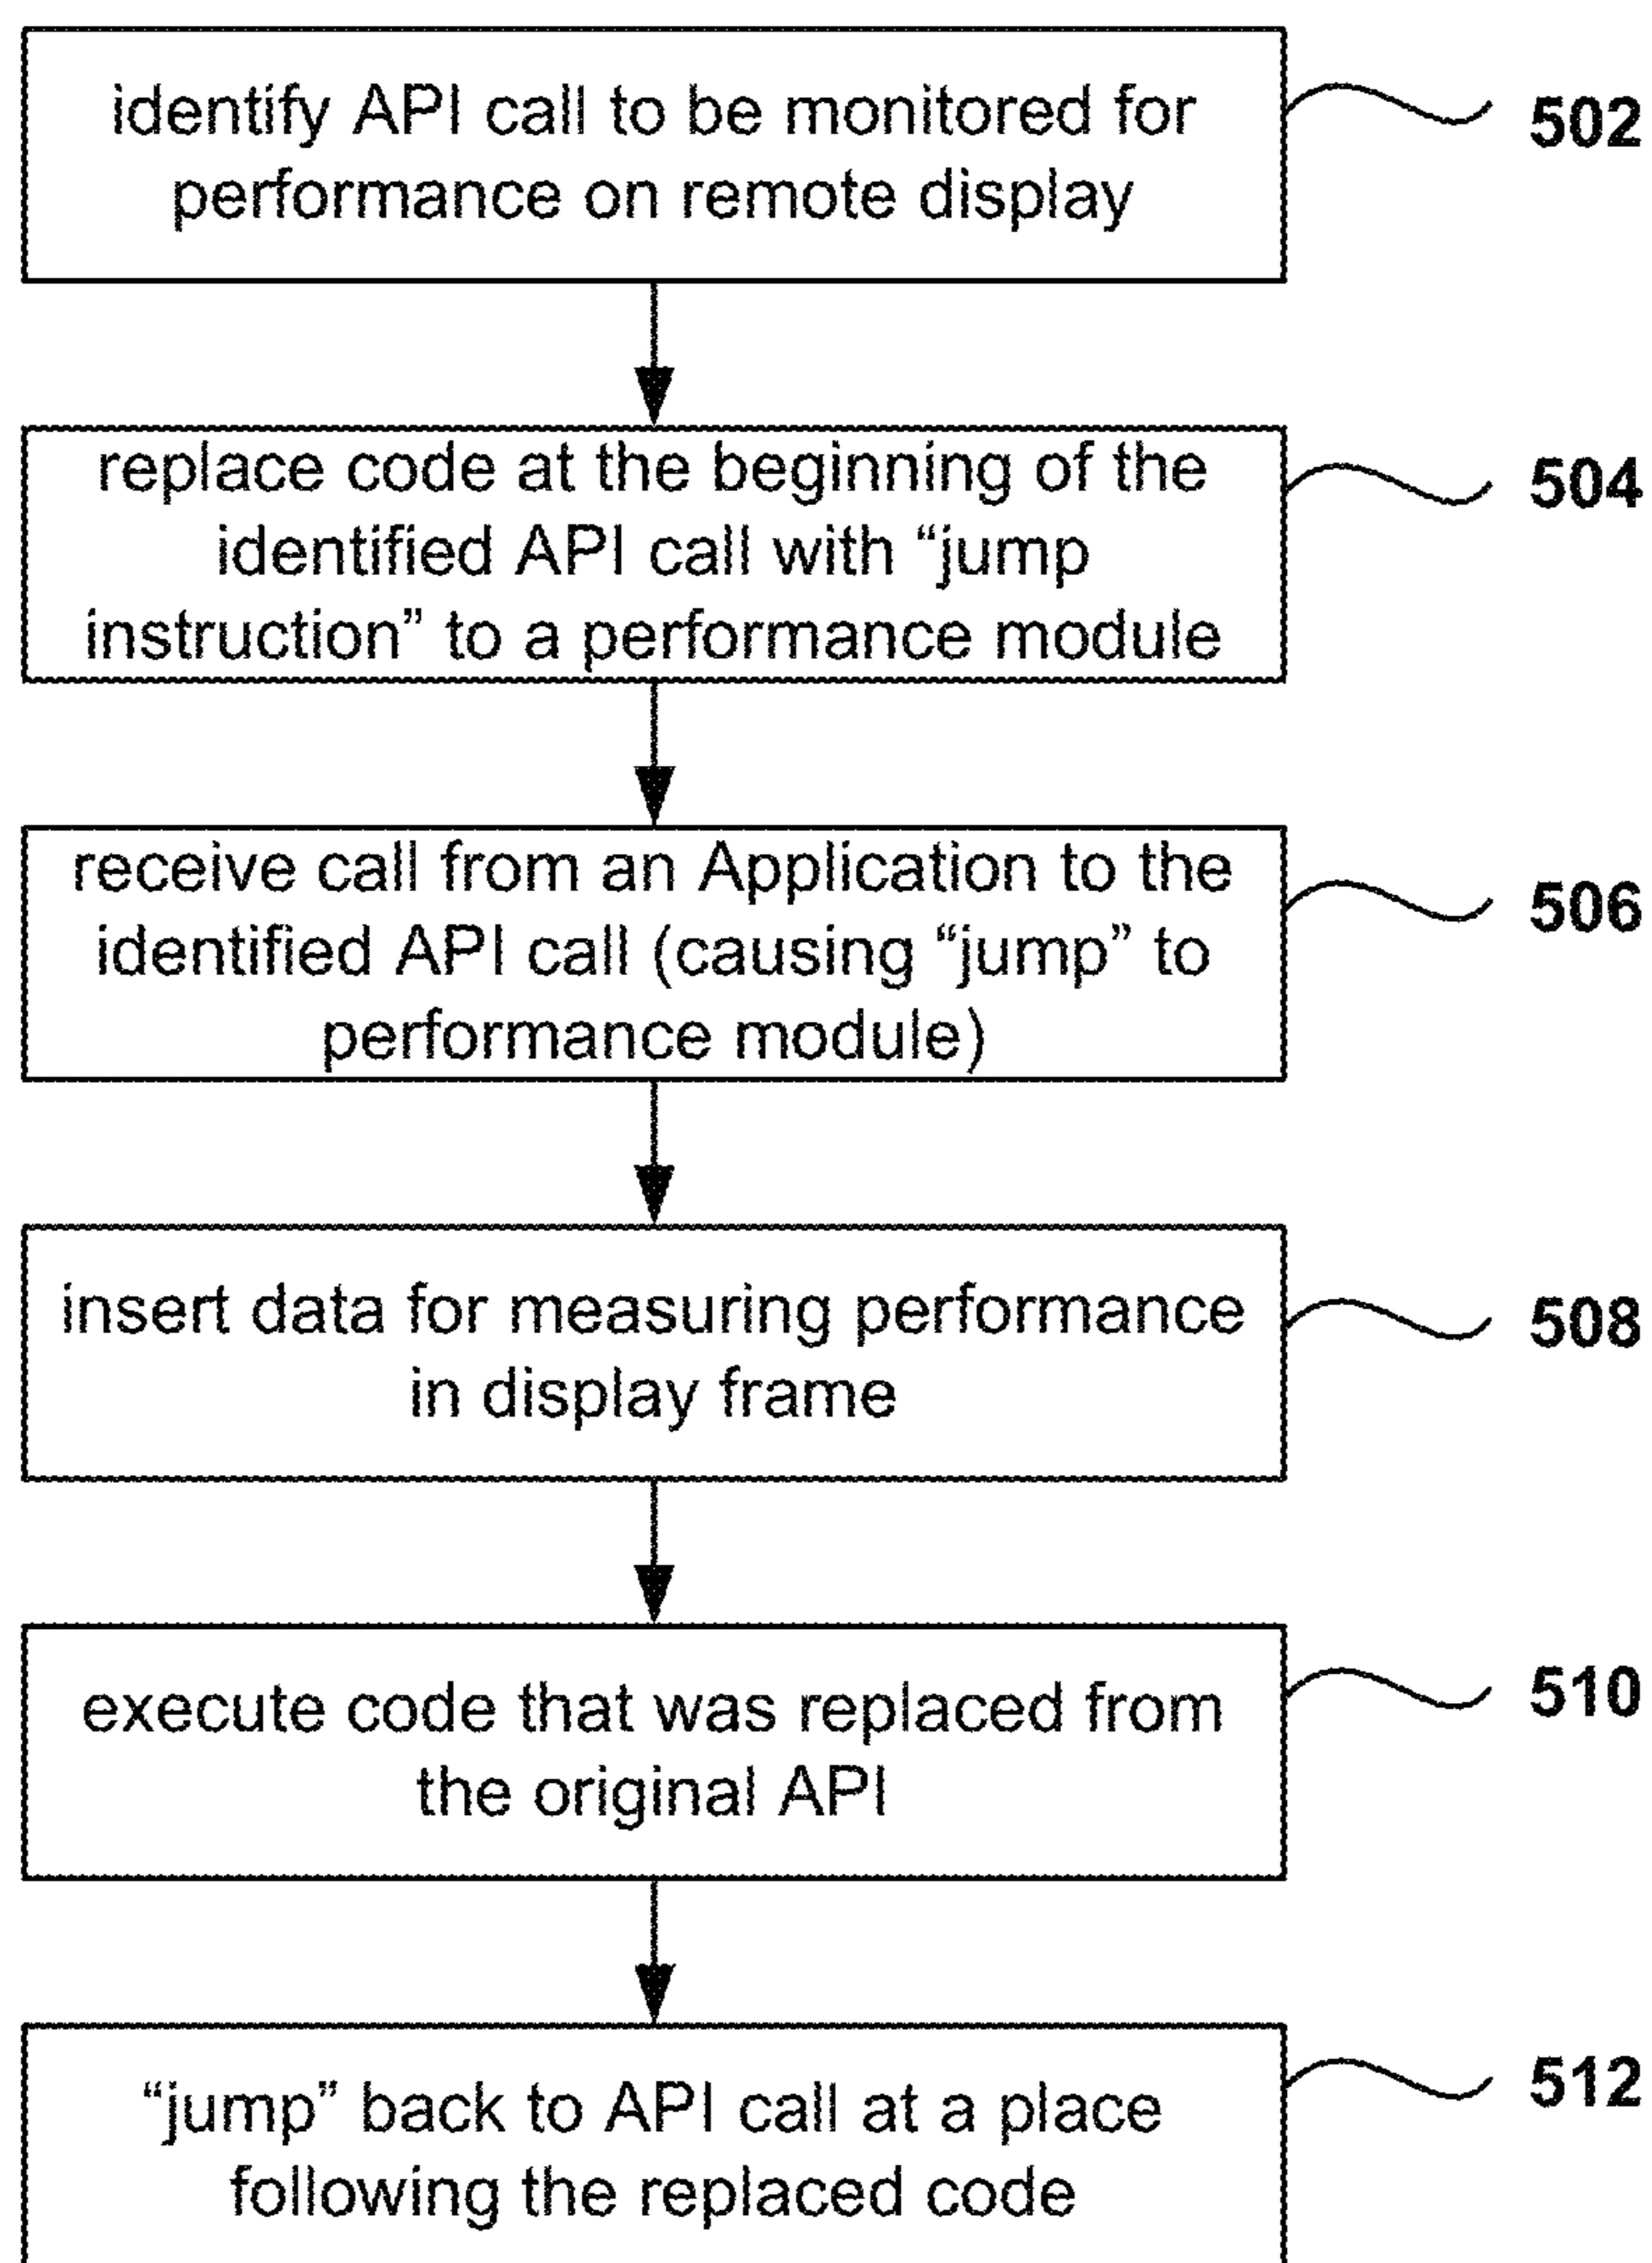 identify API call to be monitored for
performance on remote display
502
replace code at the beginning of the
identified API call with “jump
instruction” to a performance module
504
receive call from an Application to the
identified API call (causing “jump” to
performance module)
506
insert data for measuring performance
in display frame
508
execute code that was replaced from
the original API
510
“jump” back to API call at a place
following the replaced code
512